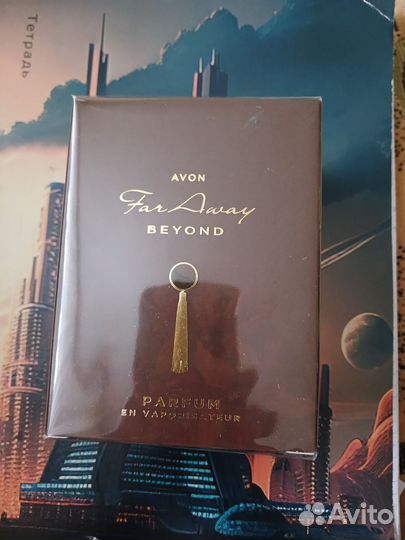 Тетрадь
AVON
Far Away
BEYOND
PARFUM
EN VAPORISATEUR
Avito